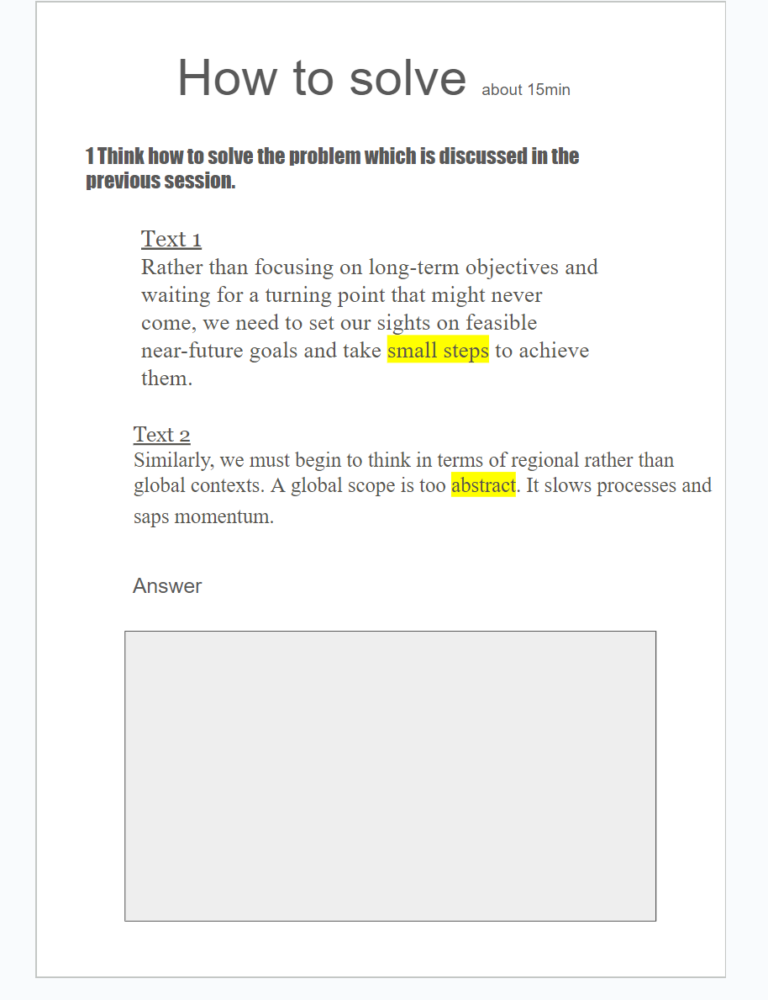 How to solve about 15min
1 Think how to solve the problem which is discussed in the
previous session.
Text 1
Rather than focusing on long-term objectives and
waiting for a turning point that might never
come, we need to set our sights on feasible
near-future goals and take small steps to achieve
them.
Text 2
Similarly, we must begin to think in terms of regional rather than
global contexts. A global scope is too abstract. It slows processes and
saps momentum.
Answer